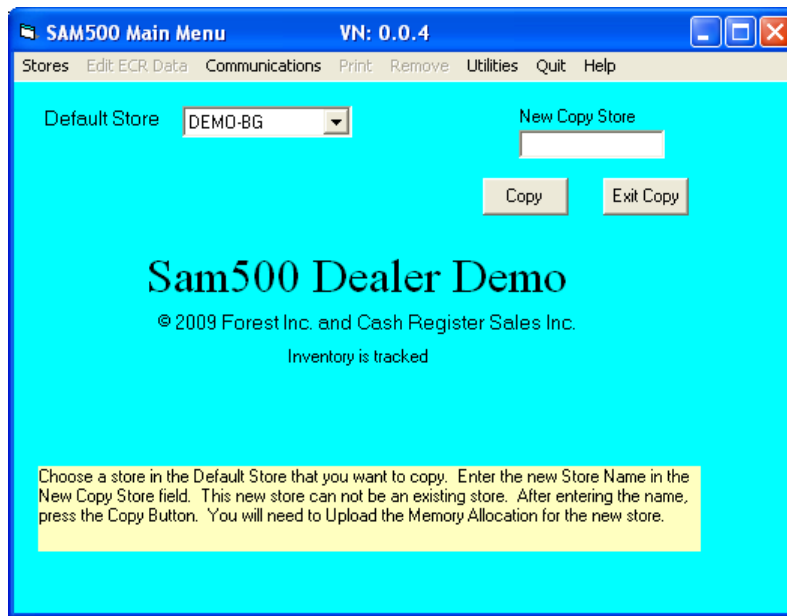 SAM500 Main Menu VN: 0.0.4
Stores Edit ECR Data Communications Print Remove Utilities Quit Help
Default Store DEMO-BG New Copy Store
Copy Exit Copy
Sam500 Dealer Demo
© 2009 Forest Inc. and Cash Register Sales Inc.
Inventory is tracked
Choose a store in the Default Store that you want to copy. Enter the new Store Name in the
New Copy Store field. This new store can not be an existing store. After entering the name,
press the Copy Button. You will need to Upload the Memory Allocation for the new store.